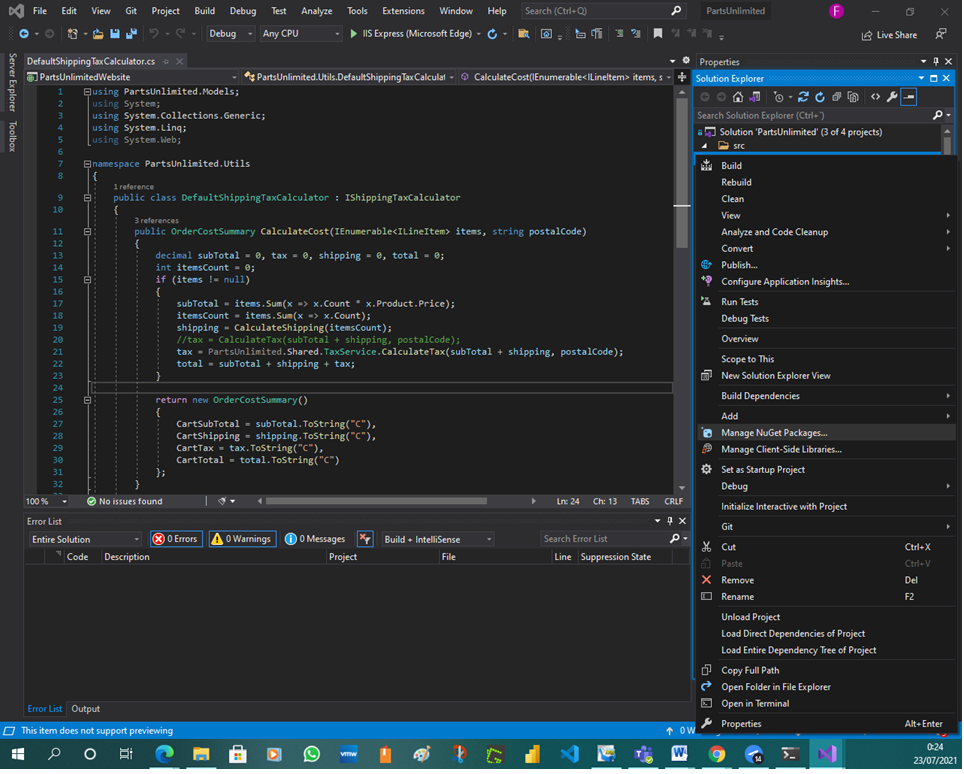 File Edit View Git Project Build Debug Test Analyze Tools Extensions Window Help Search (Ctrl+Q) PartsUnlimited F
Debug Any CPU IIS Express (Microsoft Edge) Live Share
Server Explorer
Toolbox
DefaultShippingTaxCalculator.cs
PartsUnlimitedWebsite PartsUnlimited.Utils.DefaultShippingTaxCalculat CalculateCost(IEnumerable<ILineItem> items, s
1 using PartsUnlimited.Models;
2 using System;
3 using System.Collections.Generic;
4 using System.Linq;
5 using System.Web;
6
7 namespace PartsUnlimited.Utils
8 {
1 reference
9 public class DefaultShippingTaxCalculator : IShippingTaxCalculator
10 {
3 references
11 public OrderCostSummary CalculateCost(IEnumerable<ILineItem> items, string postalCode)
12 {
13 decimal subTotal = 0, tax = 0, shipping = 0, total = 0;
14 int itemsCount = 0;
15 if (items != null)
16 {
17 subTotal = items.Sum(x => x.Count * x.Product.Price);
18 itemsCount = items.Sum(x => x.Count);
19 shipping = CalculateShipping(itemsCount);
20 //tax = CalculateTax(subTotal + shipping, postalCode);
21 tax = PartsUnlimited.Shared.TaxService.CalculateTax(subTotal + shipping, postalCode);
22 total = subTotal + shipping + tax;
23 }
24
25 return new OrderCostSummary()
26 {
27 CartSubTotal = subTotal.ToString("C"),
28 CartShipping = shipping.ToString("C"),
29 CartTax = tax.ToString("C"),
30 CartTotal = total.ToString("C")
31 };
32 }
100 % No issues found Ln: 24 Ch: 13 TABS CRLF
Error List
Entire Solution 0 Errors 0 Warnings 0 Messages Build + IntelliSense Search Error List
Code Description Project File Line Suppression State
Error List Output
Properties
Solution Explorer
Search Solution Explorer (Ctrl+')
Solution 'PartsUnlimited' (3 of 4 projects)
src
Build
Rebuild
Clean
View
Analyze and Code Cleanup
Convert
Publish...
Configure Application Insights...
Run Tests
Debug Tests
Overview
Scope to This
New Solution Explorer View
Build Dependencies
Add
Manage NuGet Packages...
Manage Client-Side Libraries...
Set as Startup Project
Debug
Initialize Interactive with Project
Git
Cut Ctrl+X
Paste Ctrl+V
Remove Del
Rename F2
Unload Project
Load Direct Dependencies of Project
Load Entire Dependency Tree of Project
Copy Full Path
Open Folder in File Explorer
Open in Terminal
Properties Alt+Enter
This item does not support previewing 0
vmw 14
0:24
23/07/2021